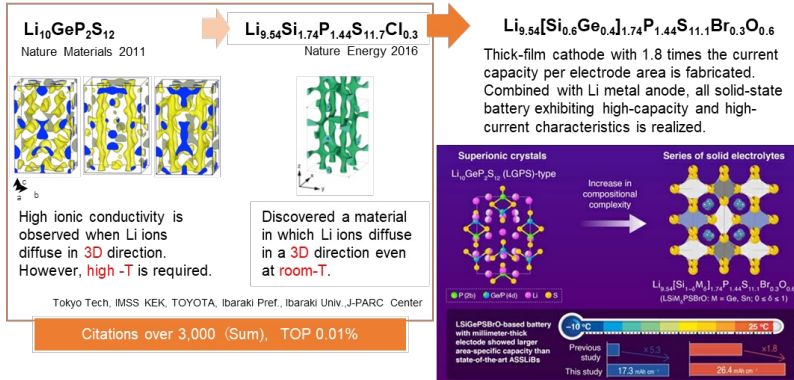 Li10GeP2S12
Nature Materials 2011
Li9.54Si1.74P1.44S11.7Cl0.3
Nature Energy 2016
Li9.54[Si0.6Ge0.4]1.74P1.44S11.1Br0.3O0.6
Thick-film cathode with 1.8 times the current
capacity per electrode area is fabricated.
Combined with Li metal anode, all solid-state
battery exhibiting high-capacity and high-
current characteristics is realized.
c
a
b
High ionic conductivity is
observed when Li ions
diffuse in 3D direction.
However, high -T is required.
z
x
y
Discovered a material
in which Li ions diffuse
in a 3D direction even
at room-T.
Tokyo Tech, IMSS KEK, TOYOTA, Ibaraki Pref., Ibaraki Univ.,J-PARC Center
Citations over 3,000 (Sum), TOP 0.01%
Superionic crystals
Li10GeP2S12 (LGPS)-type
Increase in
compositional
complexity
Series of solid electrolytes
P (2b) Ge/P (4d) Li S
Li9.54[Si1−δMδ]1.74P1.44S11.1Br0.3O0.6
(LSiMδPSBrO: M = Ge, Sn; 0 ≤ δ ≤ 1)
LSiGePSBrO-based battery
with millimeter-thick
electrode showed larger
area-specific capacity than
state-of-the-art ASSLiBs
−10 °C
25 °C
Previous
study
×5.3
×1.8
This study
17.3 mAh cm−2
26.4 mAh cm−2